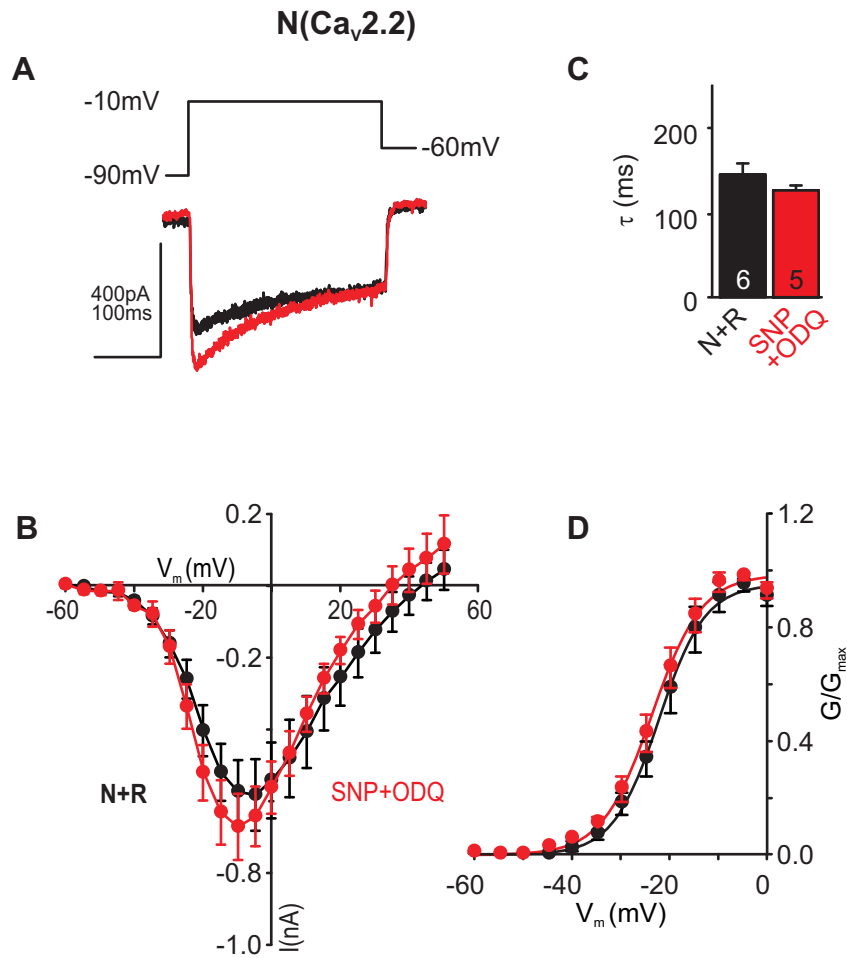 N(Cav2.2)
A
-10mV
-60mV
-90mV
400pA
100ms
C
200
100
0
τ (ms)
6
5
N+R
SNP
+ODQ
B
0.2
Vm(mV)
-60
-20
20
60
-0.2
N+R
SNP+ODQ
-0.8
-1.0
I(nA)
D
1.2
0.8
0.4
0.0
G/Gmax
-60
-40
-20
0
Vm(mV)